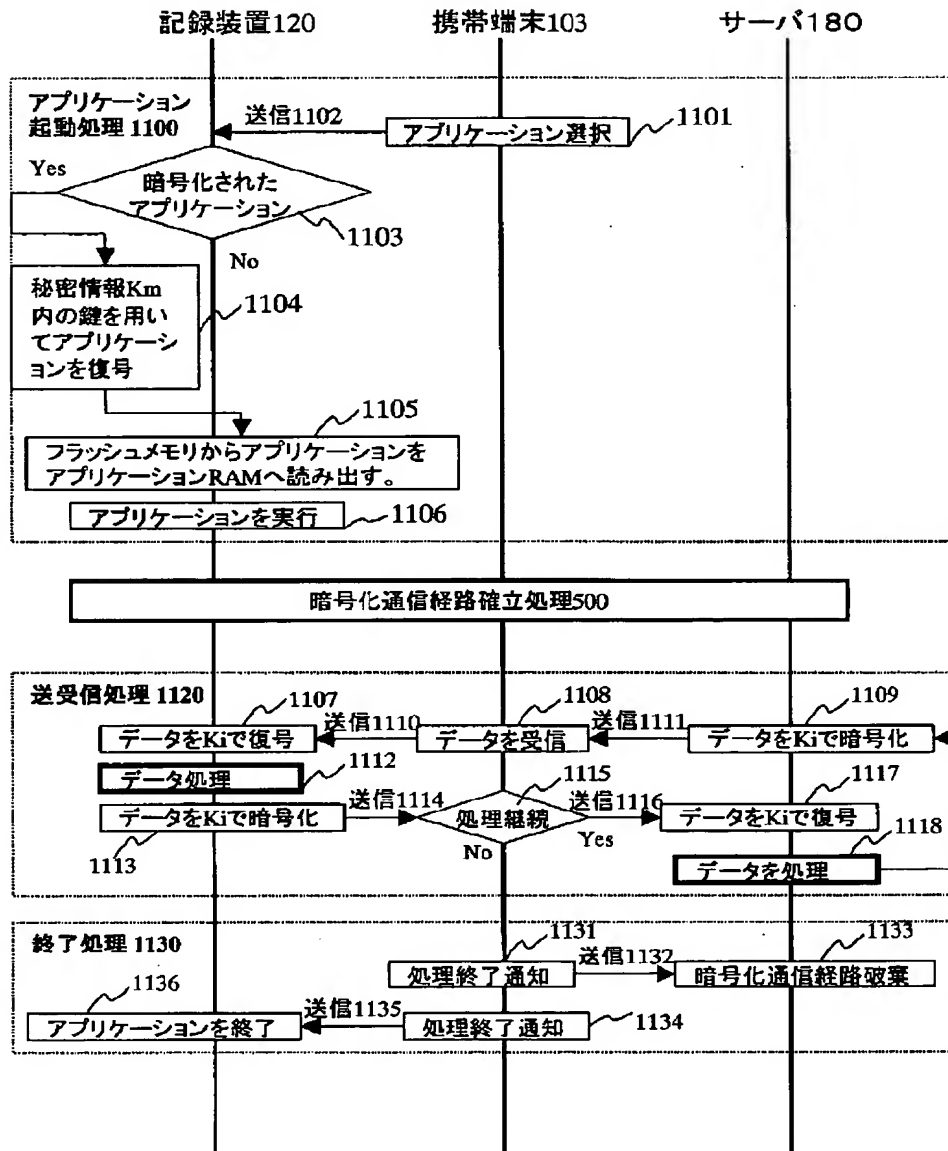 記録装置120
携帯端末103
サーバ180
アプリケーション
起動処理 1100
送信1102
アプリケーション選択
1101
Yes
暗号化された
アプリケーション
1103
No
秘密情報Km
内の鍵を用い
てアプリケーシ
ョンを復号
1104
1105
フラッシュメモリからアプリケーションを
アプリケーションRAMへ読み出す。
アプリケーションを実行
1106
暗号化通信経路確立処理500
送受信処理 1120
1107
1108
1109
データをKiで復号
送信1110
データを受信
送信1111
データをKiで暗号化
データ処理
1112
1115
1117
データをKiで暗号化
送信1114
処理継続
送信1116
データをKiで復号
1113
No
Yes
1118
データを処理
終了処理 1130
1131
1133
処理終了通知
送信1132
暗号化通信経路破棄
1136
アプリケーションを終了
送信1135
処理終了通知
1134